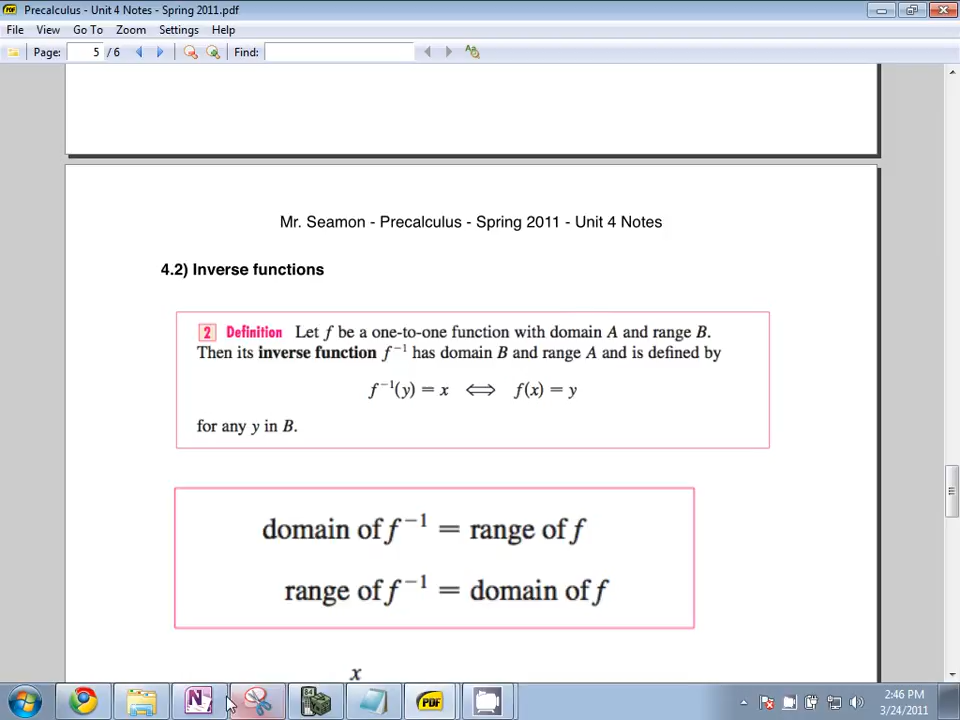 Precalculus - Unit 4 Notes - Spring 2011.pdf
File View Go To Zoom Settings Help
Page: 5 / 6 Find:
Mr. Seamon - Precalculus - Spring 2011 - Unit 4 Notes
4.2) Inverse functions
2 Definition Let f be a one-to-one function with domain A and range B.
Then its inverse function f⁻¹ has domain B and range A and is defined by
f⁻¹(y) = x ⟺ f(x) = y
for any y in B.
domain of f⁻¹ = range of f
range of f⁻¹ = domain of f
x
PDF
2:46 PM
3/24/2011